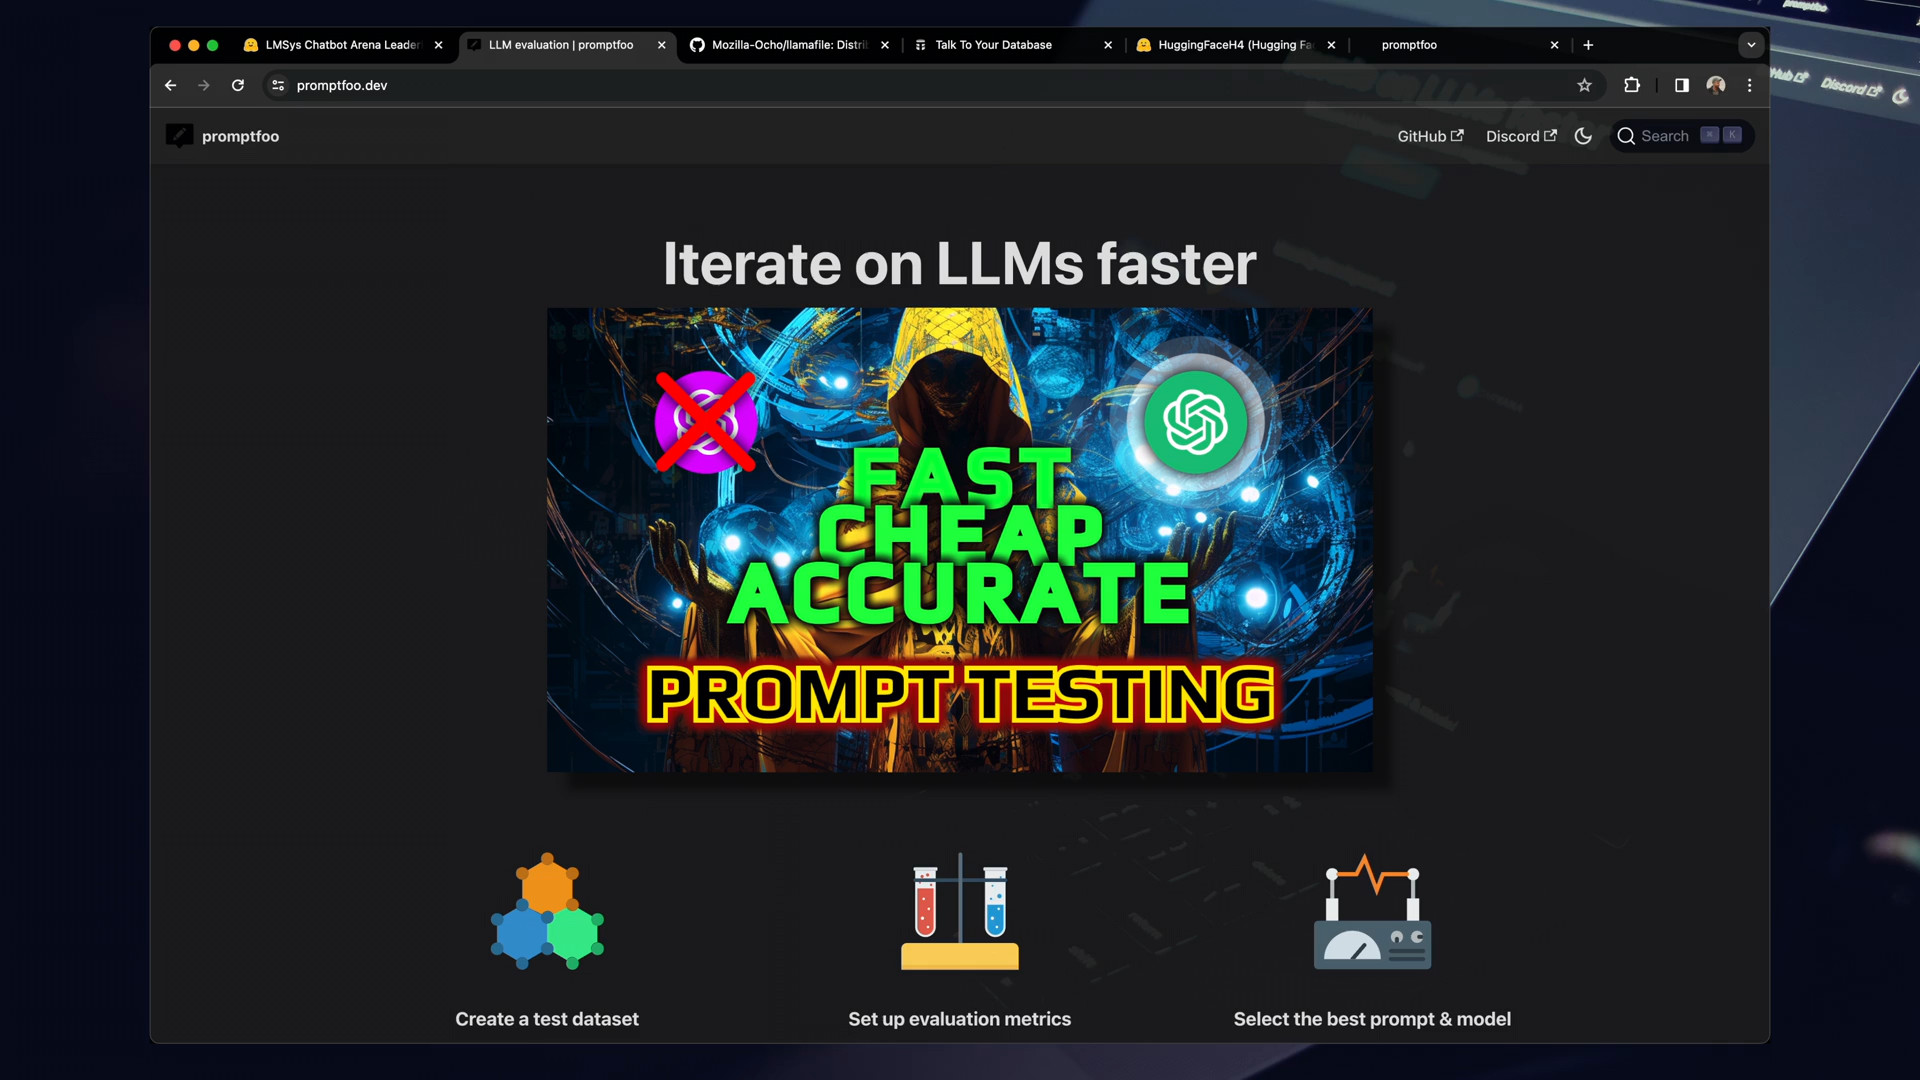 LMSys Chatbot Arena Leader
LLM evaluation | promptfoo
Mozilla-Ocho/llamafile: Distri
Talk To Your Database
HuggingFaceH4 (Hugging Fa
promptfoo
promptfoo.dev
promptfoo
GitHub
Discord
Search
⌘ K
Iterate on LLMs faster
FAST
CHEAP
ACCURATE
PROMPT TESTING
Create a test dataset
Set up evaluation metrics
Select the best prompt & model
promptfoo
Discord